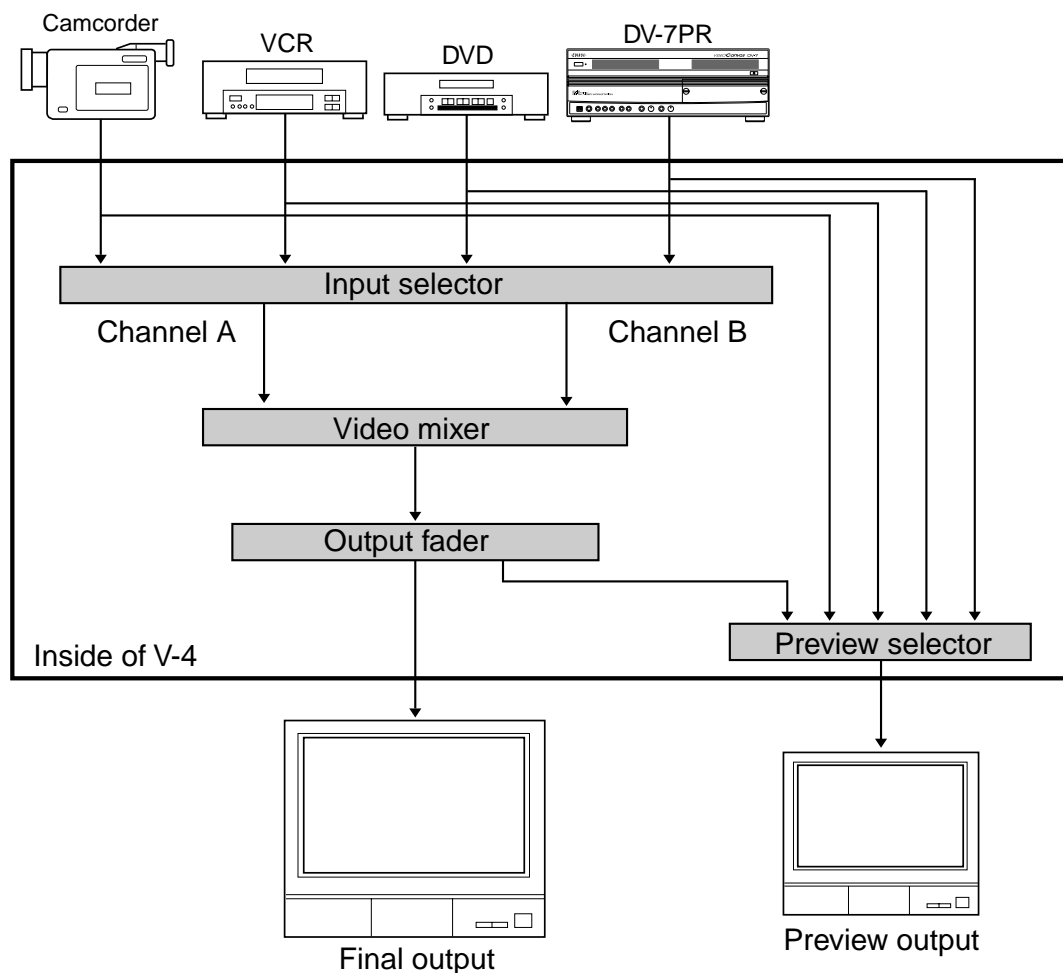 Camcorder
VCR
DVD
DV-7PR
Input selector
Channel A
Channel B
Video mixer
Output fader
Preview selector
Inside of V-4
Final output
Preview output